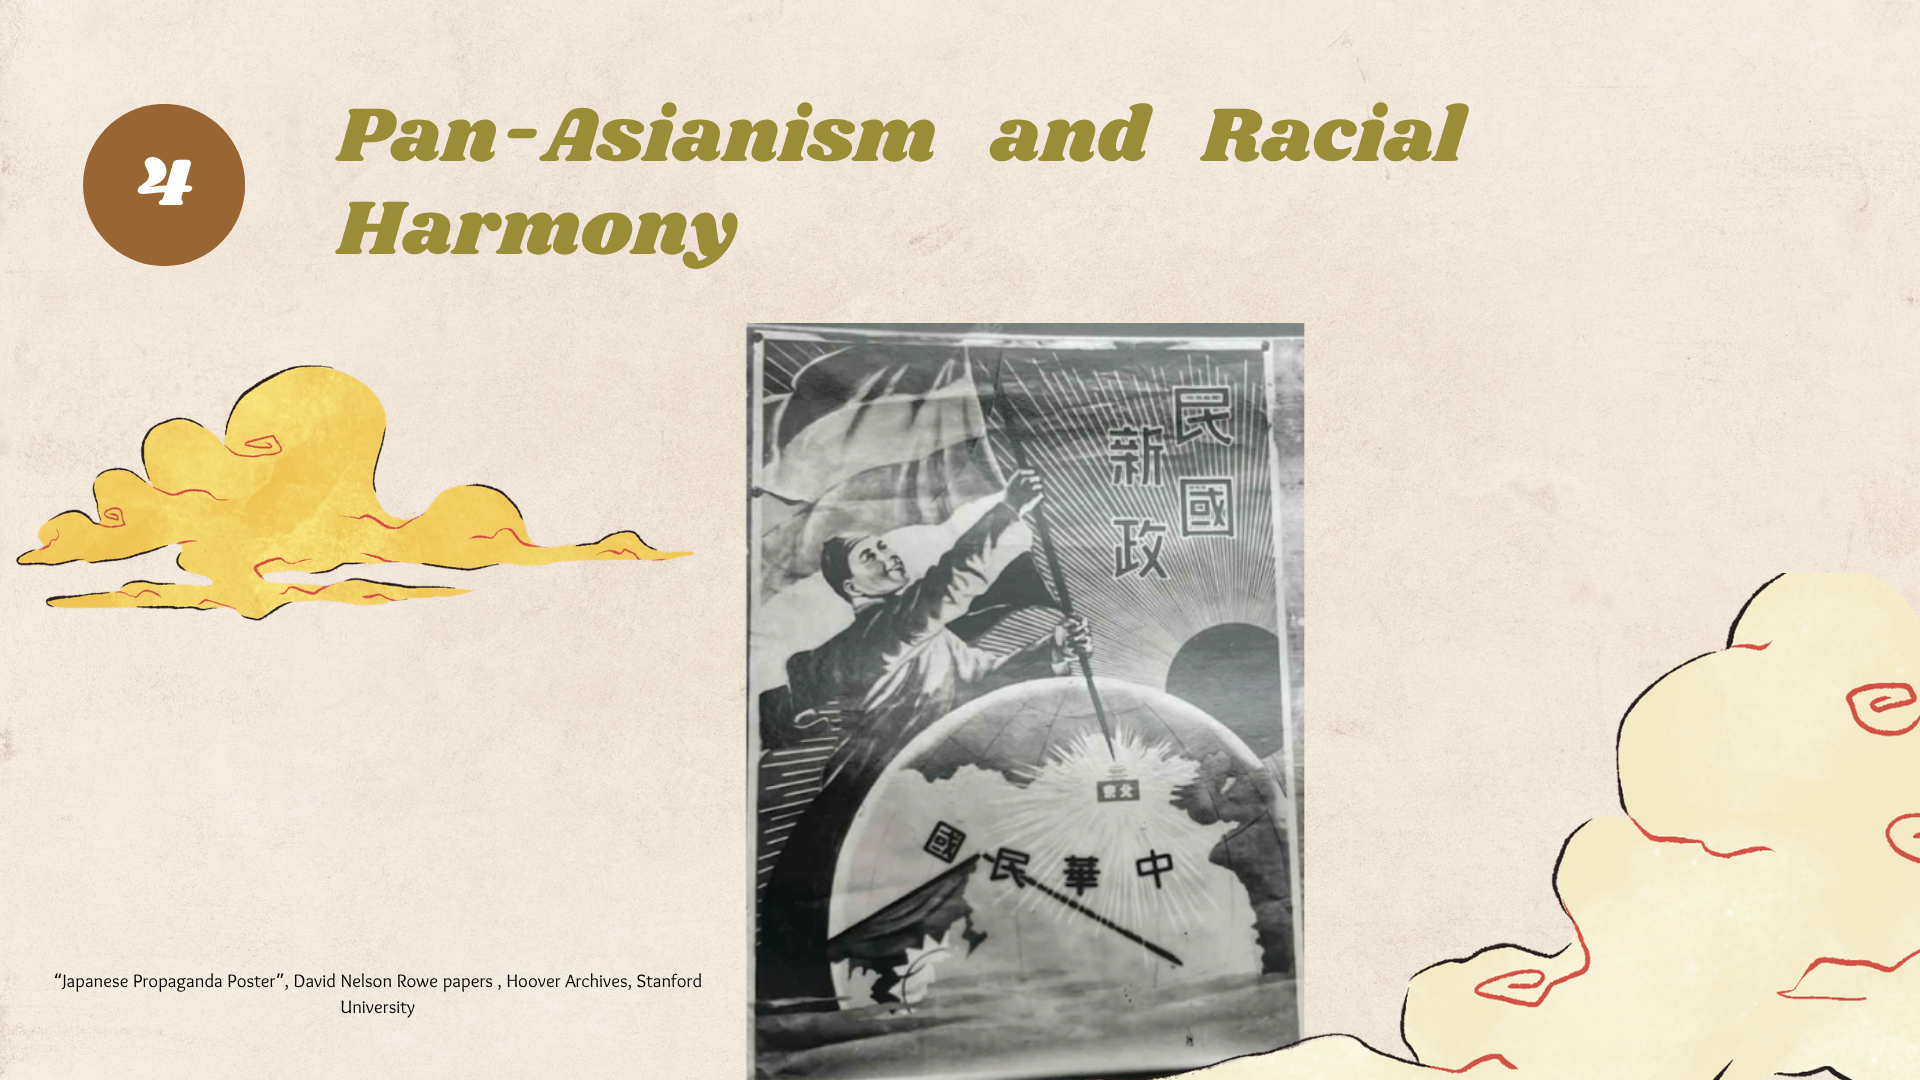 4
Pan-Asianism and Racial
Harmony
民國
新政
北京
中華民國
“Japanese Propaganda Poster”, David Nelson Rowe papers , Hoover Archives, Stanford
University